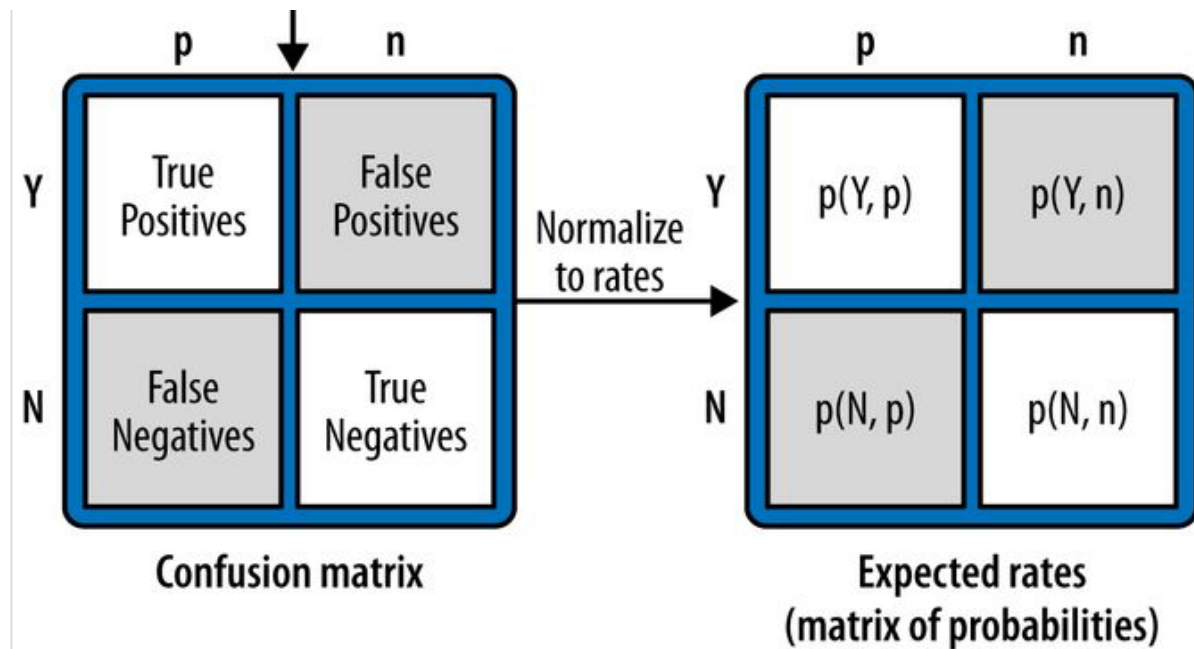 p n
Y
True
Positives
False
Positives
N
False
Negatives
True
Negatives
Confusion matrix
Normalize
to rates
p n
Y
p(Y, p) p(Y, n)
N
p(N, p) p(N, n)
Expected rates
(matrix of probabilities)